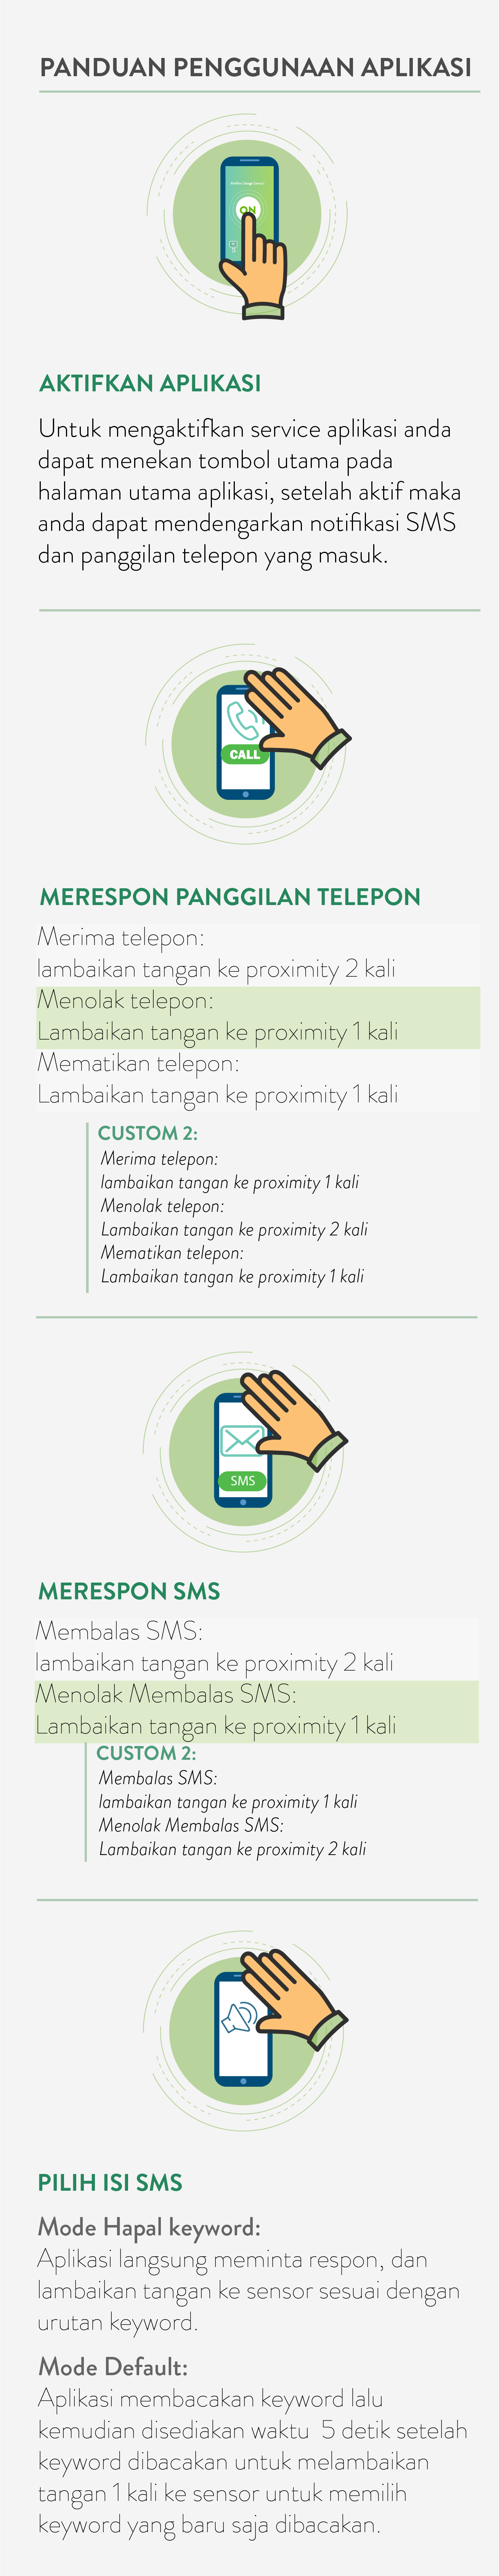 PANDUAN PENGGUNAAN APLIKASI
ON
AKTIFKAN APLIKASI
Untuk mengaktifkan service aplikasi anda
dapat menekan tombol utama pada
halaman utama aplikasi, setelah aktif maka
anda dapat mendengarkan notifikasi SMS
dan panggilan telepon yang masuk.
CALL
MERESPON PANGGILAN TELEPON
Merima telepon:
lambaikan tangan ke proximity 2 kali
Menolak telepon:
Lambaikan tangan ke proximity 1 kali
Mematikan telepon:
Lambaikan tangan ke proximity 1 kali
CUSTOM 2:
Merima telepon:
lambaikan tangan ke proximity 1 kali
Menolak telepon:
Lambaikan tangan ke proximity 2 kali
Mematikan telepon:
Lambaikan tangan ke proximity 1 kali
SMS
MERESPON SMS
Membalas SMS:
lambaikan tangan ke proximity 2 kali
Menolak Membalas SMS:
Lambaikan tangan ke proximity 1 kali
CUSTOM 2:
Membalas SMS:
lambaikan tangan ke proximity 1 kali
Menolak Membalas SMS:
Lambaikan tangan ke proximity 2 kali
PILIH ISI SMS
Mode Hapal keyword:
Aplikasi langsung meminta respon, dan
lambaikan tangan ke sensor sesuai dengan
urutan keyword.
Mode Default:
Aplikasi membacakan keyword lalu
kemudian disediakan waktu 5 detik setelah
keyword dibacakan untuk melambaikan
tangan 1 kali ke sensor untuk memilih
keyword yang baru saja dibacakan.